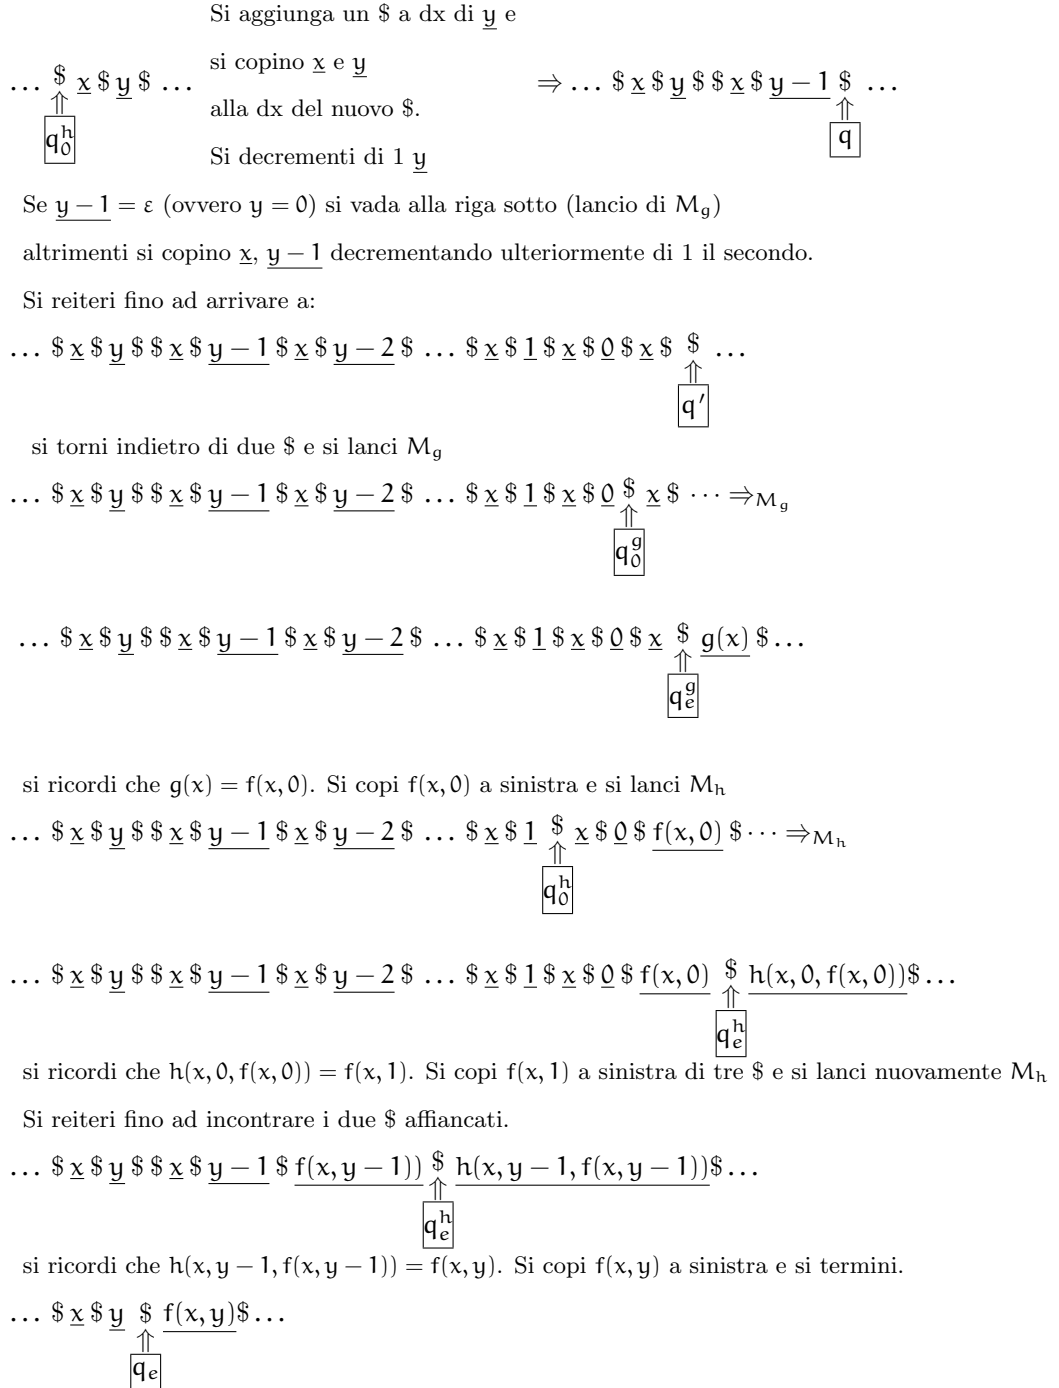 Si aggiunga un $ a dx di y e
si copino x e y
alla dx del nuovo $.
Si decrementi di 1 y
... $ x $ y $ ... ⇒ ... $ x $ y $ $ x $ y − 1 $ ...
⇑ ⇑
q₀ʰ q
Se y − 1 = ε (ovvero y = 0) si vada alla riga sotto (lancio di M_g)
altrimenti si copino x, y − 1 decrementando ulteriormente di 1 il secondo.
Si reiteri fino ad arrivare a:
... $ x $ y $ $ x $ y − 1 $ x $ y − 2 $ ... $ x $ 1 $ x $ 0 $ x $ $ ...
⇑
q′
si torni indietro di due $ e si lanci M_g
... $ x $ y $ $ x $ y − 1 $ x $ y − 2 $ ... $ x $ 1 $ x $ 0 $ x $ ··· ⇒M_g
⇑
q₀ᵍ
... $ x $ y $ $ x $ y − 1 $ x $ y − 2 $ ... $ x $ 1 $ x $ 0 $ x $ g(x) $ ...
⇑
qₑᵍ
si ricordi che g(x) = f(x, 0). Si copi f(x, 0) a sinistra e si lanci M_h
... $ x $ y $ $ x $ y − 1 $ x $ y − 2 $ ... $ x $ 1 $ x $ 0 $ f(x, 0) $ ··· ⇒M_h
⇑
q₀ʰ
... $ x $ y $ $ x $ y − 1 $ x $ y − 2 $ ... $ x $ 1 $ x $ 0 $ f(x, 0) $ h(x, 0, f(x, 0))$ ...
⇑
qₑʰ
si ricordi che h(x, 0, f(x, 0)) = f(x, 1). Si copi f(x, 1) a sinistra di tre $ e si lanci nuovamente M_h
Si reiteri fino ad incontrare i due $ affiancati.
... $ x $ y $ $ x $ y − 1 $ f(x, y − 1)) $ h(x, y − 1, f(x, y − 1))$ ...
⇑
qₑʰ
si ricordi che h(x, y − 1, f(x, y − 1)) = f(x, y). Si copi f(x, y) a sinistra e si termini.
... $ x $ y $ f(x, y)$ ...
⇑
qₑ